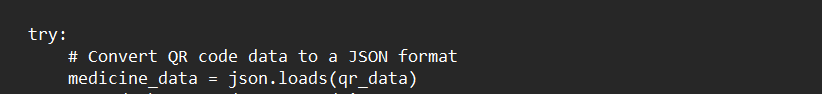 try:
    # Convert QR code data to a JSON format
    medicine_data = json.loads(qr_data)